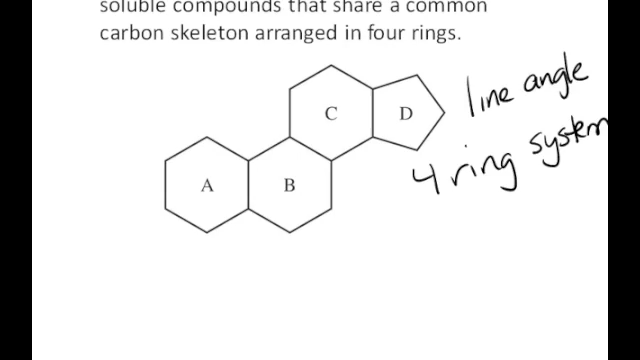 soluble compounds that share a common
carbon skeleton arranged in four rings.
line angle
4 ring system
C
D
A
B